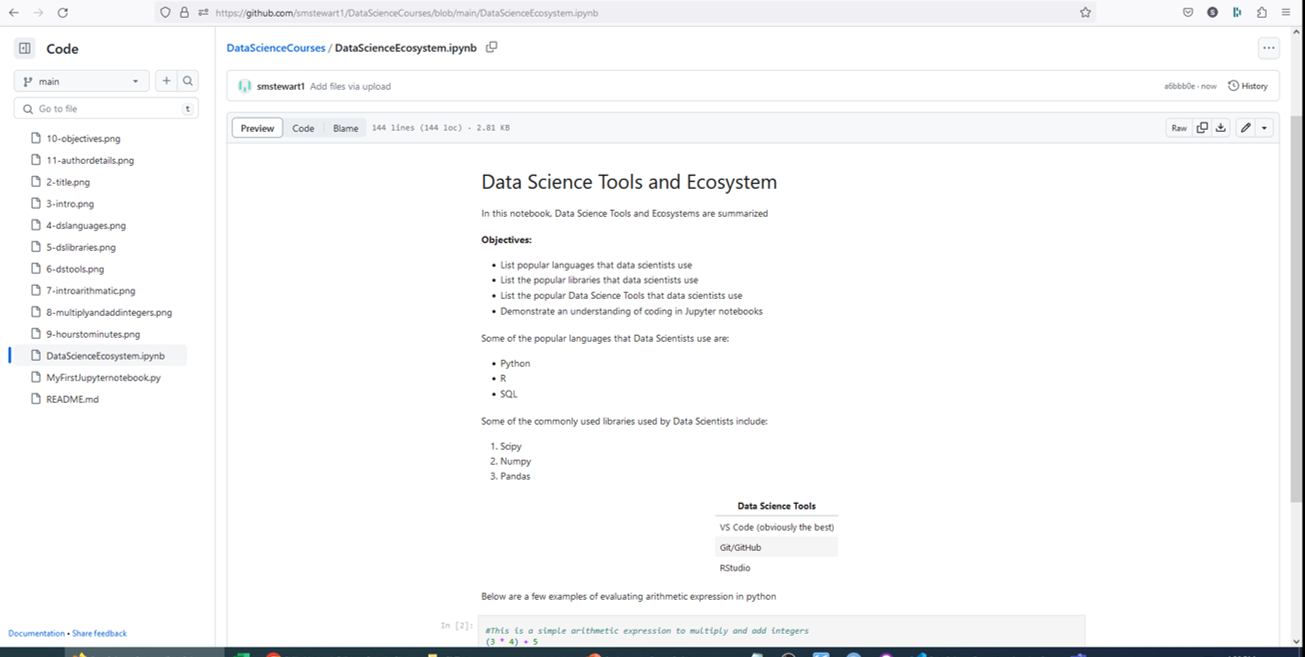 https://github.com/smstewart1/DataScienceCourses/blob/main/DataScienceEcosystem.ipynb
Code
main
Go to file
t
10-objectives.png
11-authordetails.png
2-title.png
3-intro.png
4-dslanguages.png
5-dslibraries.png
6-dstools.png
7-introarithmatic.png
8-multiplyandaddintegers.png
9-hourstominutes.png
DataScienceEcosystem.ipynb
MyFirstJupyternotebook.py
README.md
Documentation • Share feedback
DataScienceCourses / DataScienceEcosystem.ipynb
smstewart1 Add files via upload
a6bbb0e · now
History
Preview Code Blame 144 lines (144 loc) · 2.81 KB
Raw
Data Science Tools and Ecosystem
In this notebook, Data Science Tools and Ecosystems are summarized
Objectives:
• List popular languages that data scientists use
• List the popular libraries that data scientists use
• List the popular Data Science Tools that data scientists use
• Demonstrate an understanding of coding in Jupyter notebooks
Some of the popular languages that Data Scientists use are:
• Python
• R
• SQL
Some of the commonly used libraries used by Data Scientists include:
1. Scipy
2. Numpy
3. Pandas
Data Science Tools
VS Code (obviously the best)
Git/GitHub
RStudio
Below are a few examples of evaluating arithmetic expression in python
In [2]:
#This is a simple arithmetic expression to multiply and add integers
(3 * 4) + 5